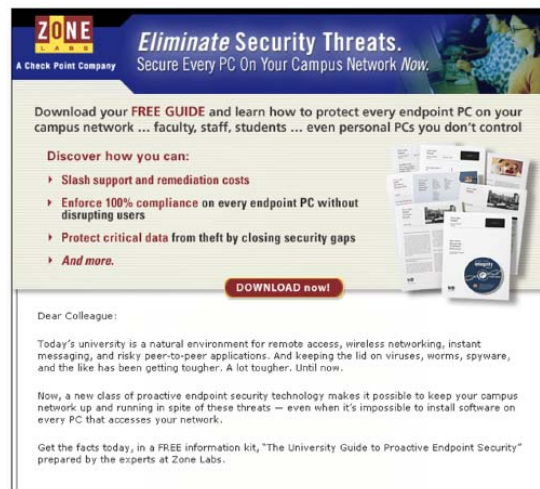 ZONE
LABS
A Check Point Company
Eliminate Security Threats.
Secure Every PC On Your Campus Network Now.
Download your FREE GUIDE and learn how to protect every endpoint PC on your
campus network ... faculty, staff, students ... even personal PCs you don't control
Discover how you can:
Slash support and remediation costs
Enforce 100% compliance on every endpoint PC without
disrupting users
Protect critical data from theft by closing security gaps
And more.
integrity
DOWNLOAD now!
Dear Colleague:
Today's university is a natural environment for remote access, wireless networking, instant
messaging, and risky peer-to-peer applications. And keeping the lid on viruses, worms, spyware,
and the like has been getting tougher. A lot tougher. Until now.
Now, a new class of proactive endpoint security technology makes it possible to keep your campus
network up and running in spite of these threats — even when it's impossible to install software on
every PC that accesses your network.
Get the facts today, in a FREE information kit, "The University Guide to Proactive Endpoint Security"
prepared by the experts at Zone Labs.